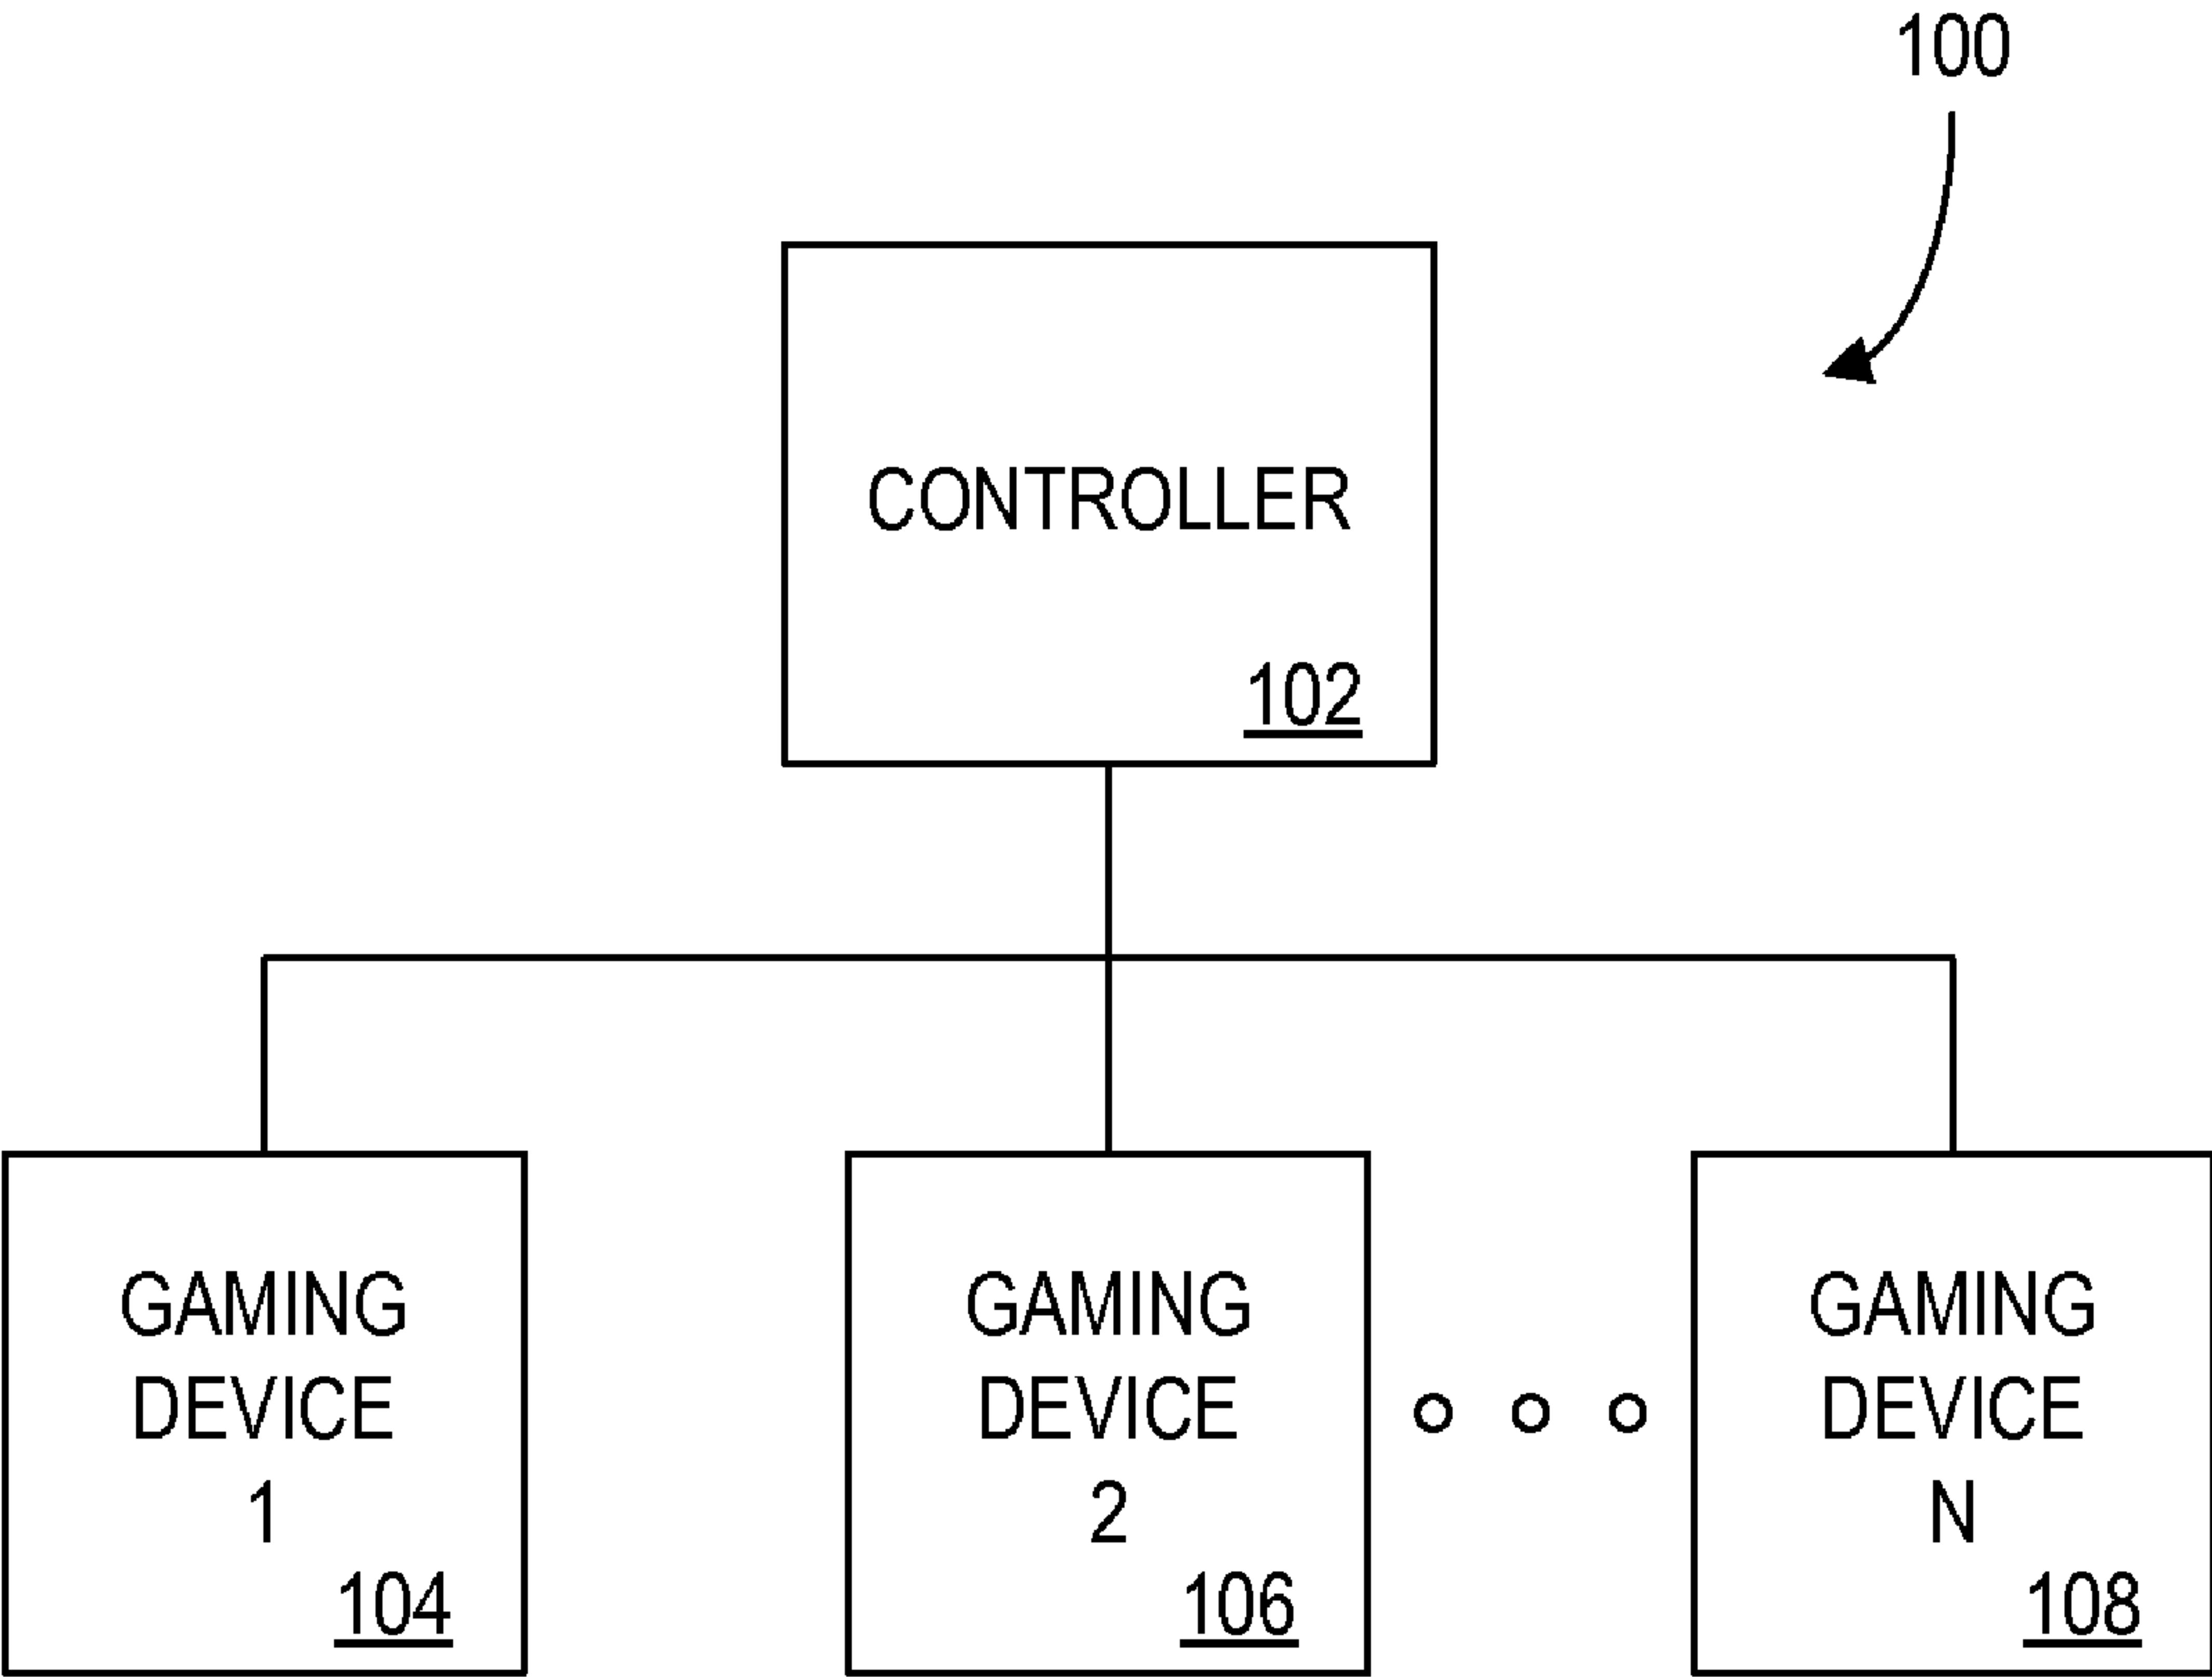 100
CONTROLLER
102
GAMING
DEVICE
1
104
GAMING
DEVICE
2
106
GAMING
DEVICE
N
108